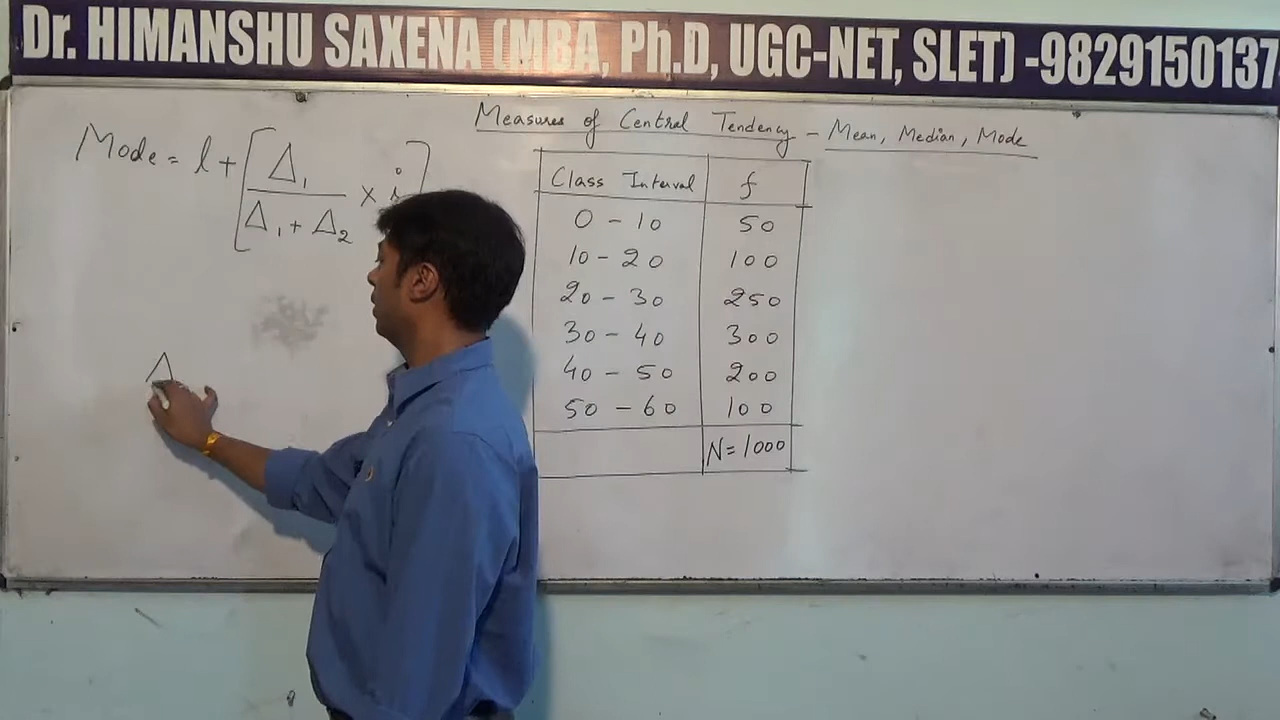 Dr. HIMANSHU SAXENA (MBA, Ph.D, UGC-NET, SLET) -9829150137
Measures of Central Tendency - Mean, Median, Mode
Mode = l + [Δ₁ / (Δ₁ + Δ₂) × i]
Δ
Class Interval f
0 - 10 50
10 - 20 100
20 - 30 250
30 - 40 300
40 - 50 200
50 - 60 100
N = 1000